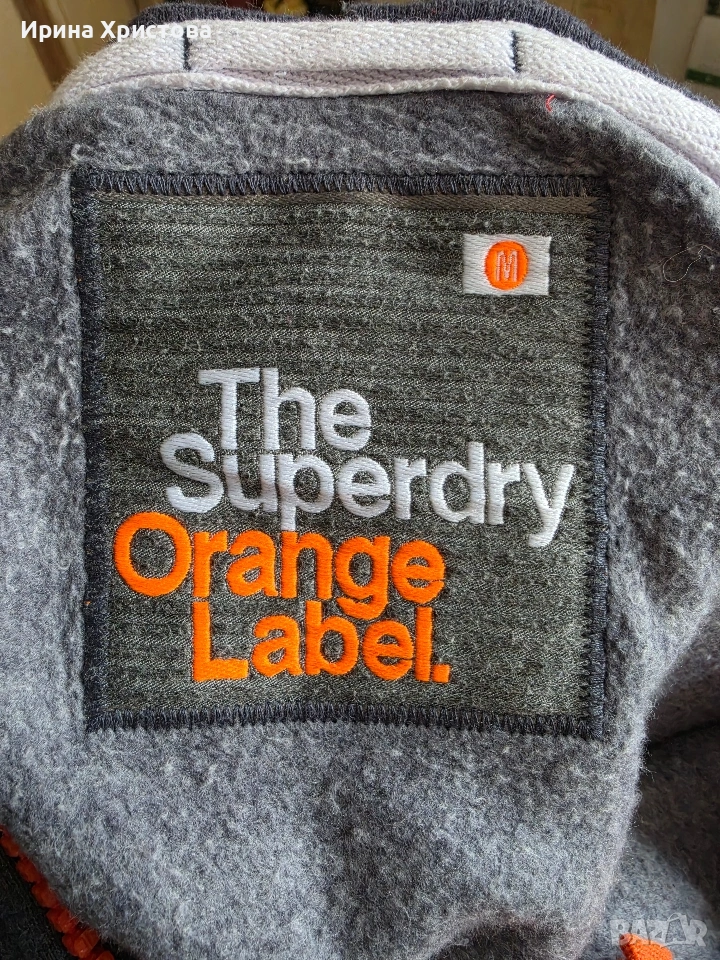 Ирина Христова
M
The
Superdry
Orange
Label.
BAZAR